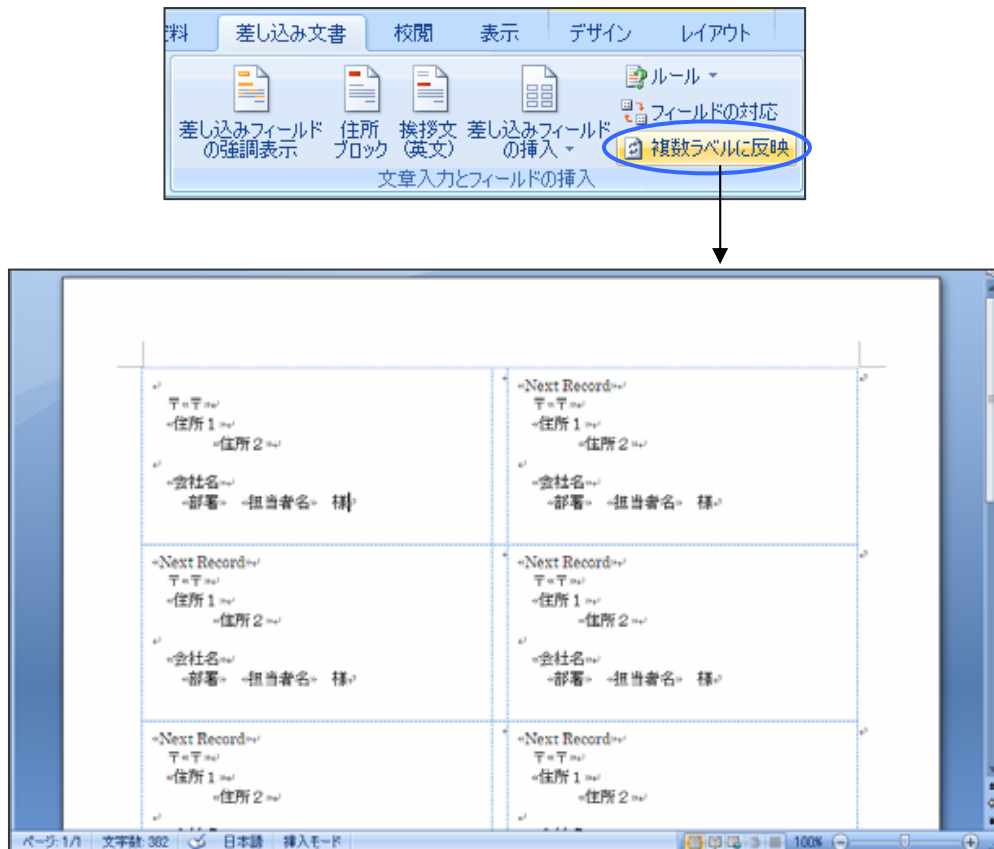 資料 差し込み文書 校閲 表示 デザイン レイアウト
ルール
フィールドの対応
複数ラベルに反映
差し込みフィールド
の強調表示
住所
ブロック
挨拶文
(英文)
差し込みフィールド
の挿入
文章入力とフィールドの挿入
〒«〒»
«住所1»
«住所2»
«会社名»
«部署» «担当者名» 様
«Next Record»
〒«〒»
«住所1»
«住所2»
«会社名»
«部署» «担当者名» 様
«Next Record»
〒«〒»
«住所1»
«住所2»
«会社名»
«部署» «担当者名» 様
«Next Record»
〒«〒»
«住所1»
«住所2»
«会社名»
«部署» «担当者名» 様
«Next Record»
〒«〒»
«住所1»
«住所2»
«Next Record»
〒«〒»
«住所1»
«住所2»
ページ: 1/1 文字数: 382 日本語 挿入モード 100%